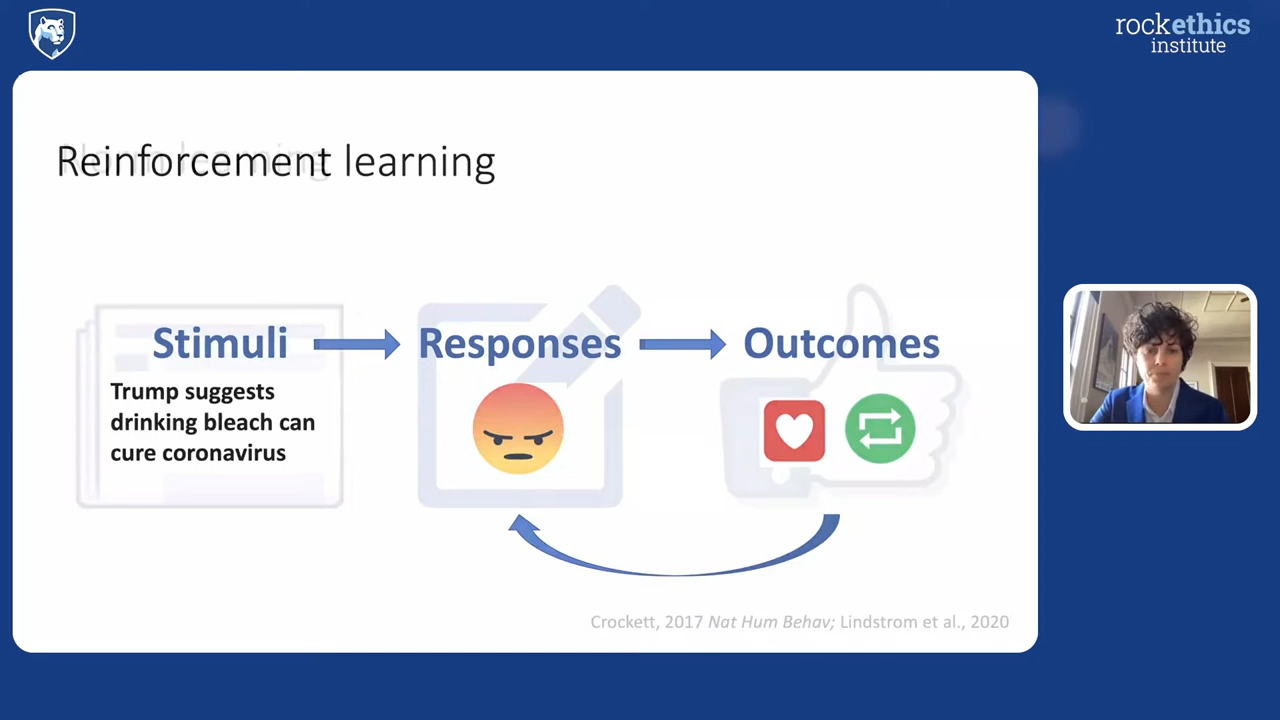 rockethics
institute
Reinforcement learning
Stimuli
Responses
Outcomes
Trump suggests
drinking bleach can
cure coronavirus
Crockett, 2017 Nat Hum Behav; Lindstrom et al., 2020